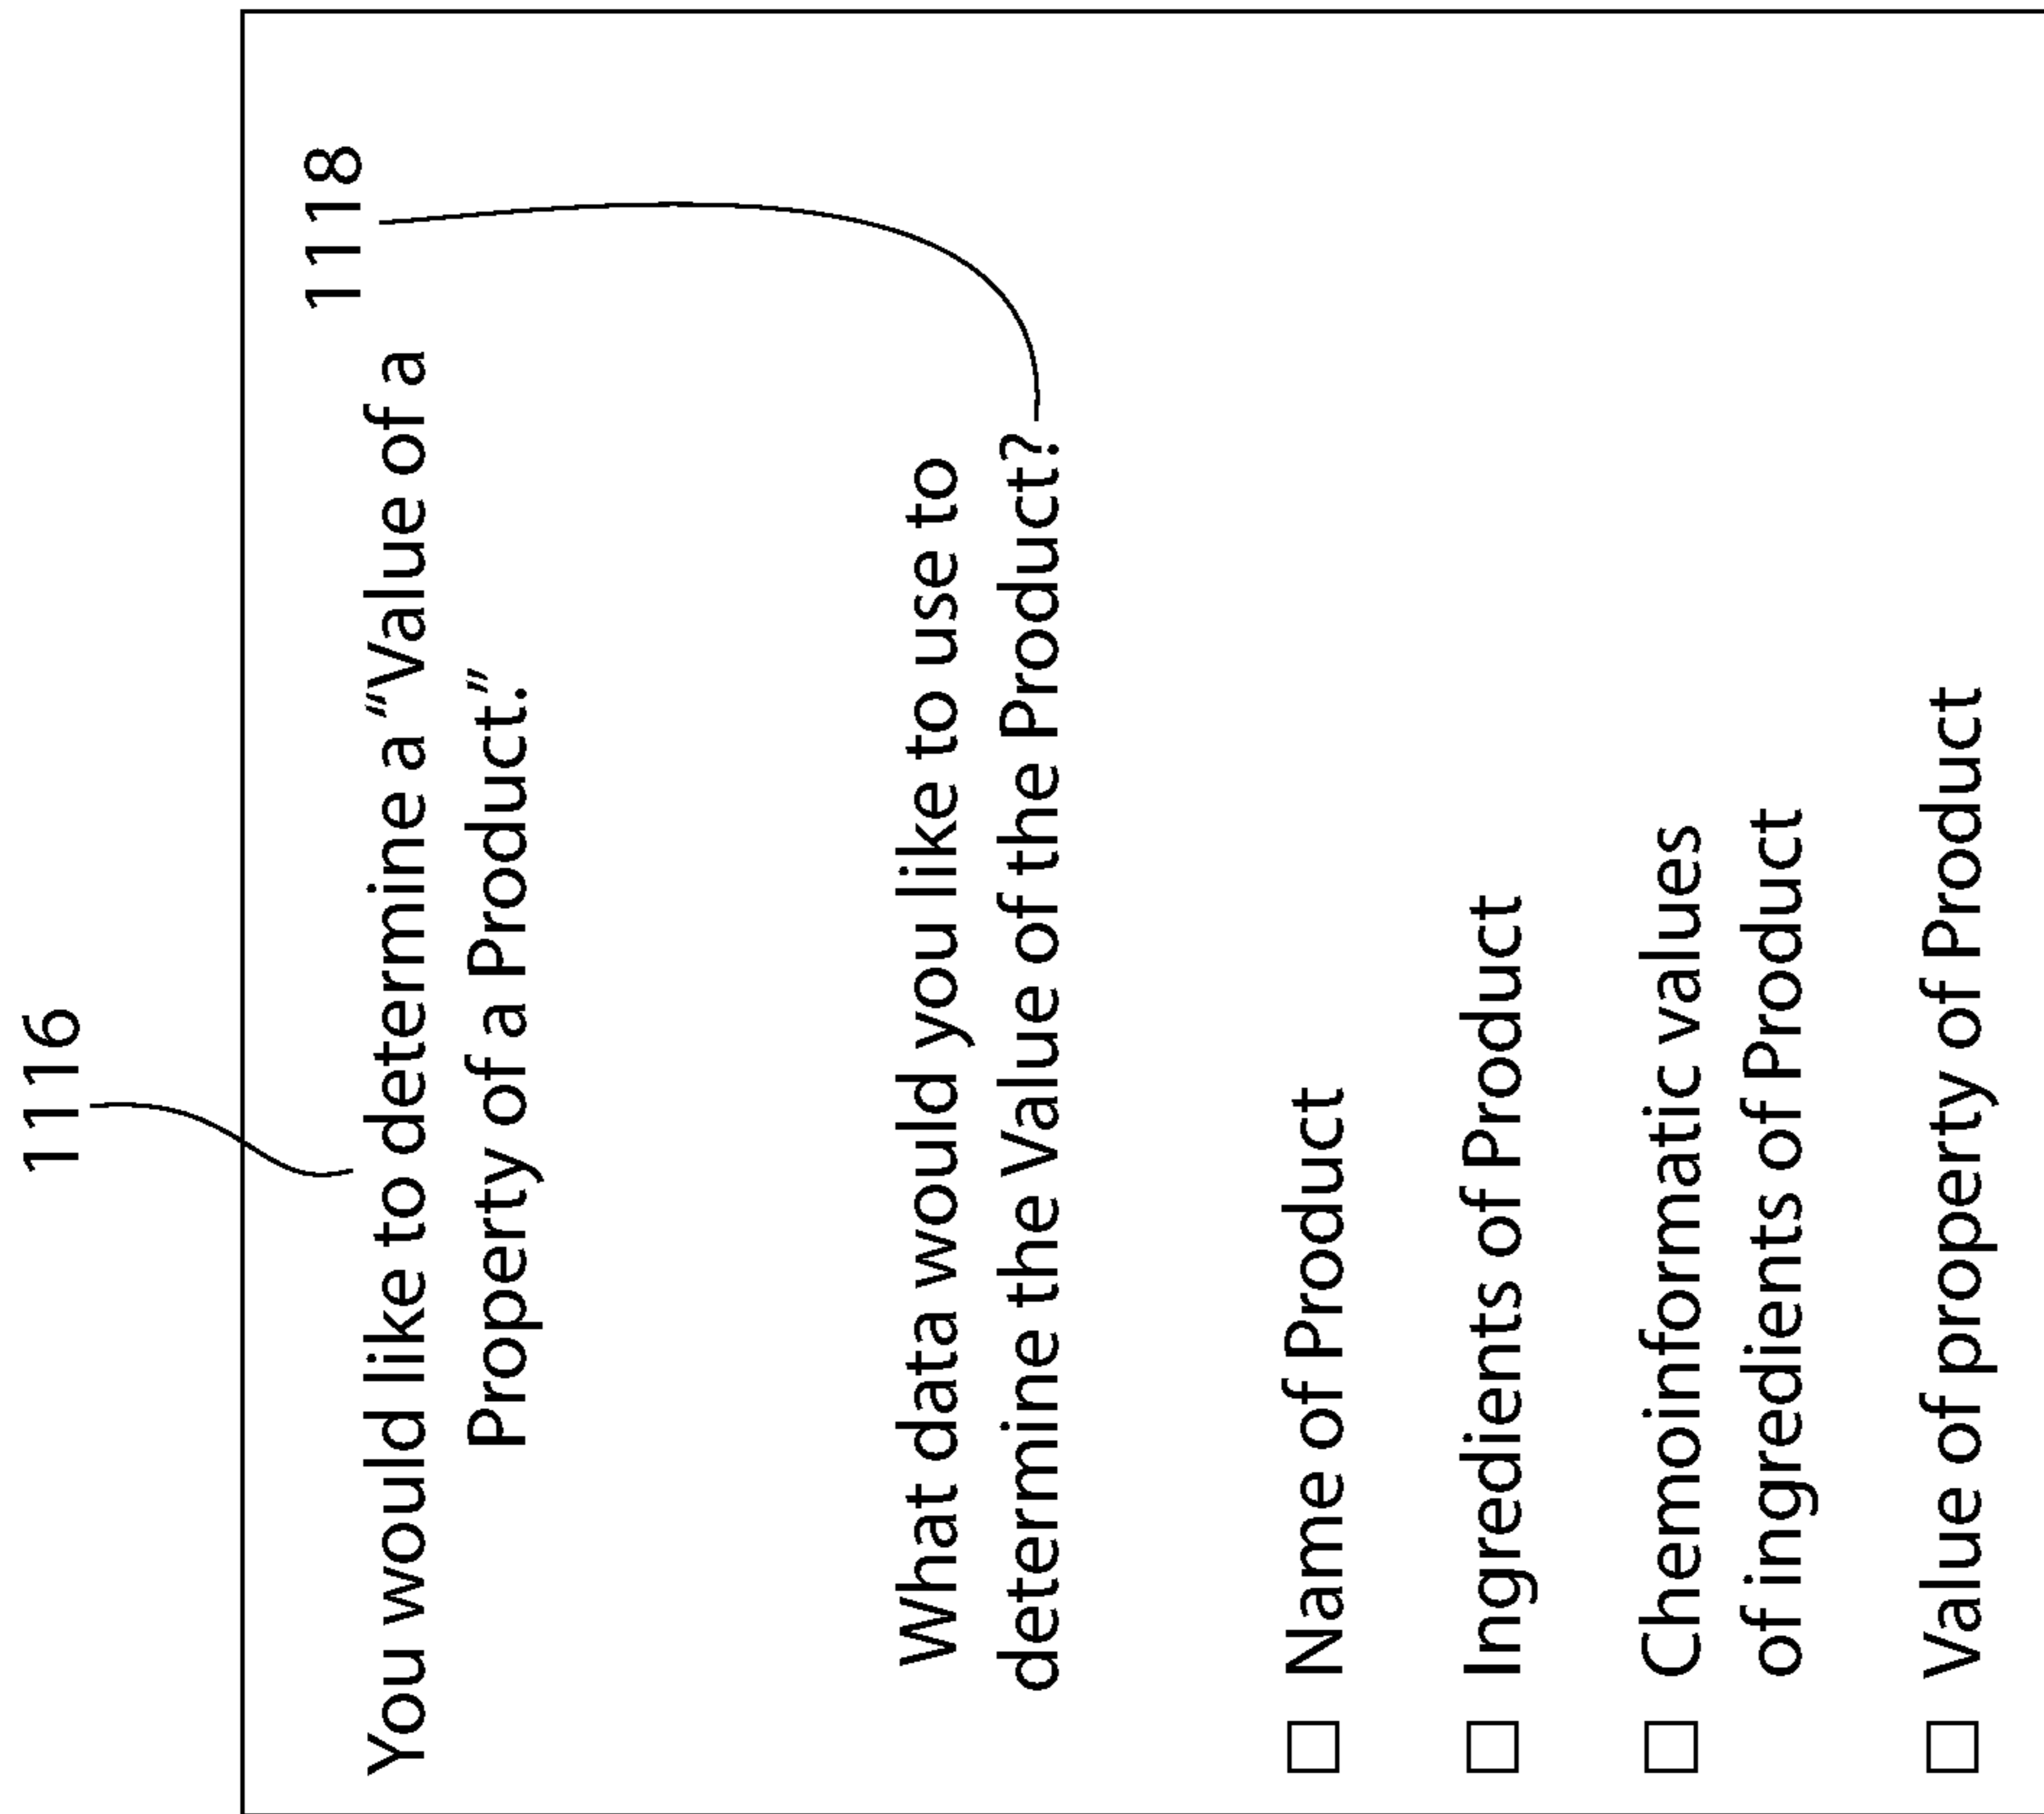 1116
1118
You would like to determine a “Value of a
Property of a Product.”
What data would you like to use to
determine the Value of the Product?
Name of Product
Ingredients of Product
Chemoinformatic values
of ingredients of Product
Value of property of Product